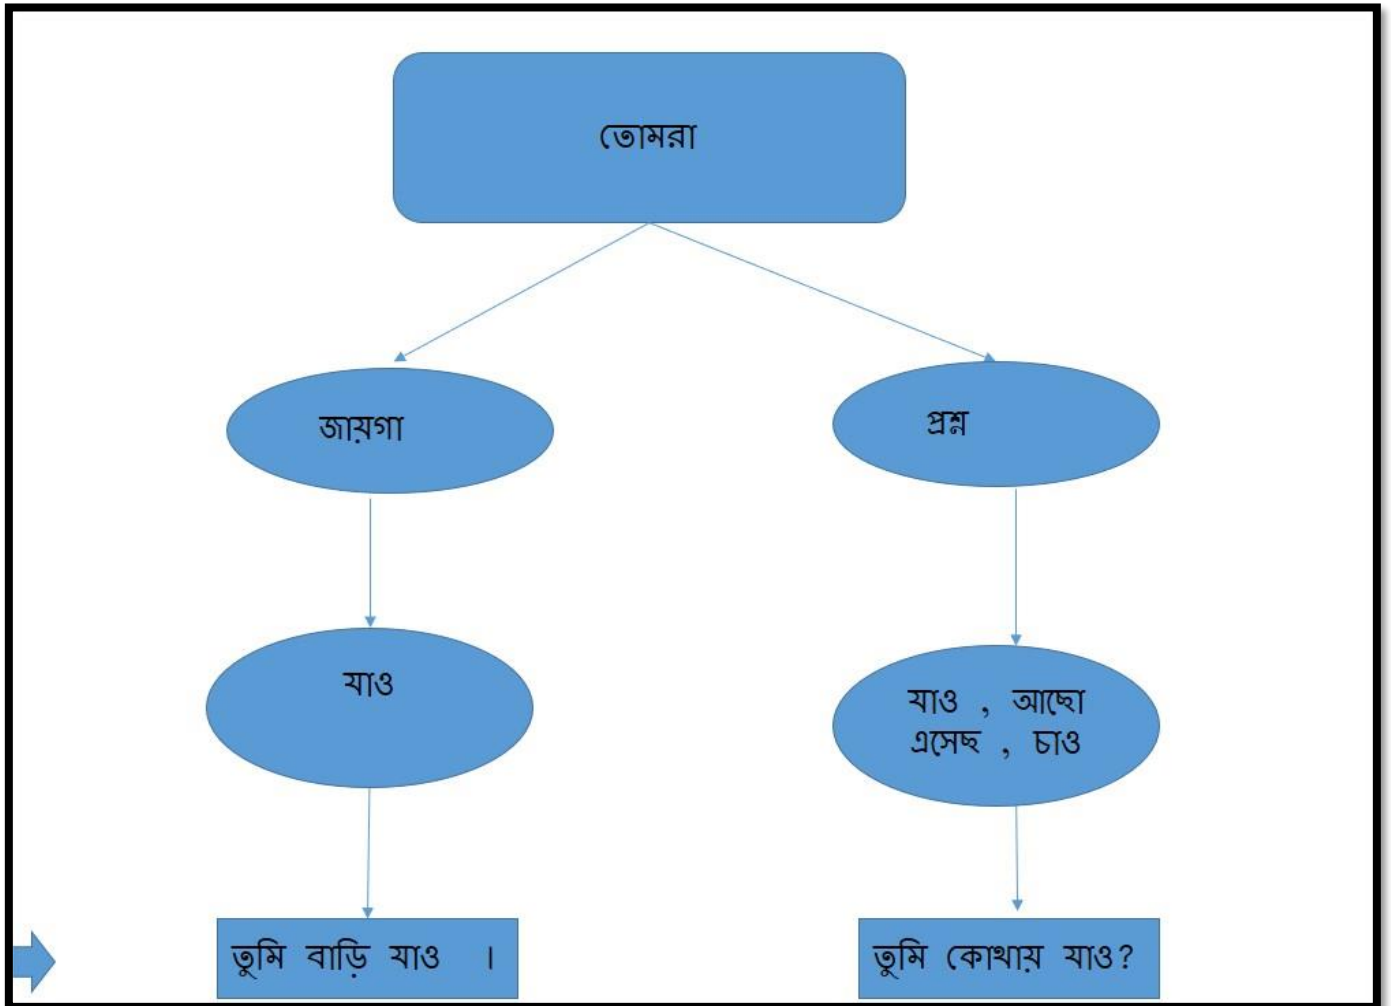 তোমরা
জায়গা
প্রশ্ন
যাও
যাও , আছো
এসেছ , চাও
তুমি বাড়ি যাও ।
তুমি কোথায় যাও?